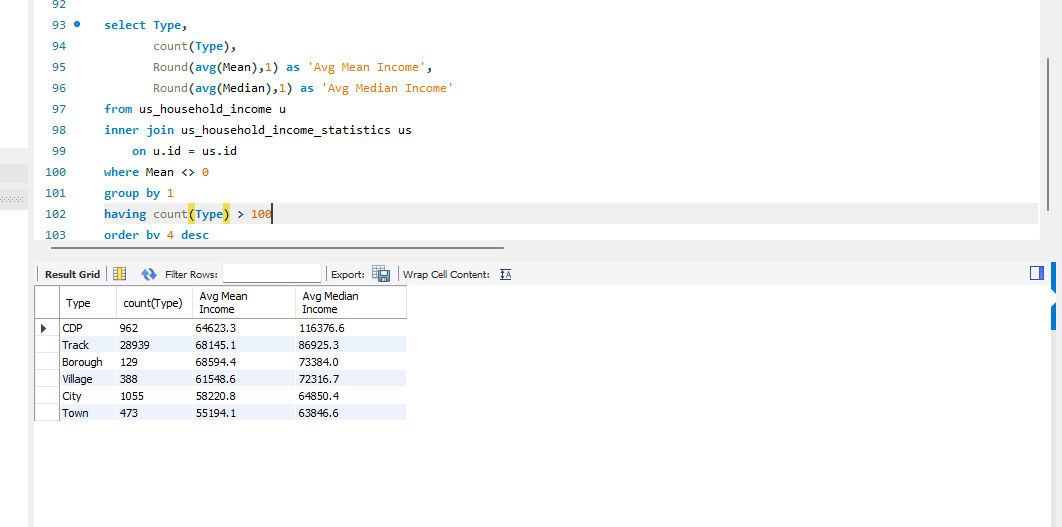 92
93 select Type,
94 count(Type),
95 Round(avg(Mean),1) as 'Avg Mean Income',
96 Round(avg(Median),1) as 'Avg Median Income'
97 from us_household_income u
98 inner join us_household_income_statistics us
99 on u.id = us.id
100 where Mean <> 0
101 group by 1
102 having count(Type) > 100
103 order by 4 desc
Result Grid Filter Rows: Export: Wrap Cell Content:
Type count(Type) Avg Mean Income Avg Median Income
CDP 962 64623.3 116376.6
Track 28939 68145.1 86925.3
Borough 129 68594.4 73384.0
Village 388 61548.6 72316.7
City 1055 58220.8 64850.4
Town 473 55194.1 63846.6